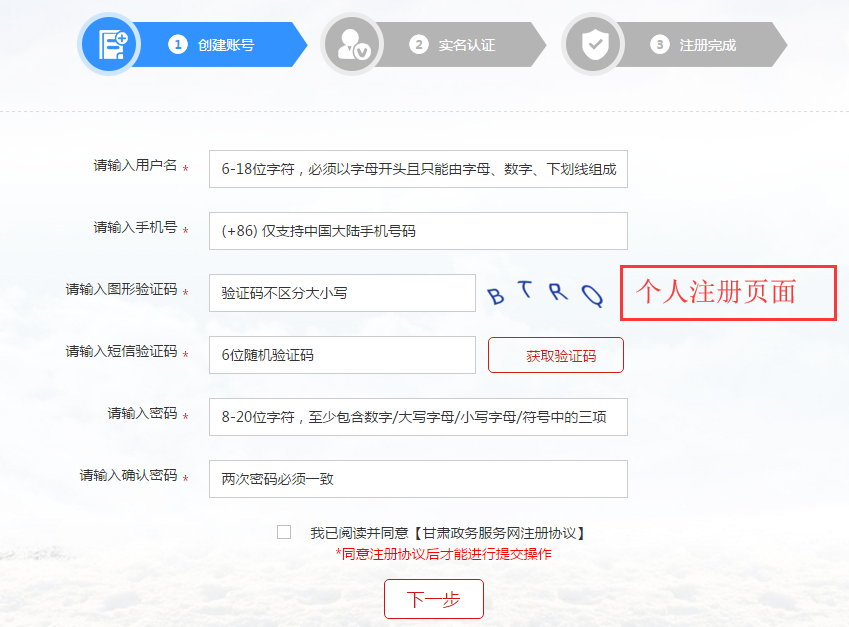 1 创建账号 2 实名认证 3 注册完成
请输入用户名 * 6-18位字符，必须以字母开头且只能由字母、数字、下划线组成
请输入手机号 * (+86) 仅支持中国大陆手机号码
请输入图形验证码 * 验证码不区分大小写 B T R Q 个人注册页面
请输入短信验证码 * 6位随机验证码 获取验证码
请输入密码 * 8-20位字符，至少包含数字/大写字母/小写字母/符号中的三项
请输入确认密码 * 两次密码必须一致
我已阅读并同意【甘肃政务服务网注册协议】
*同意注册协议后才能进行提交操作
下一步